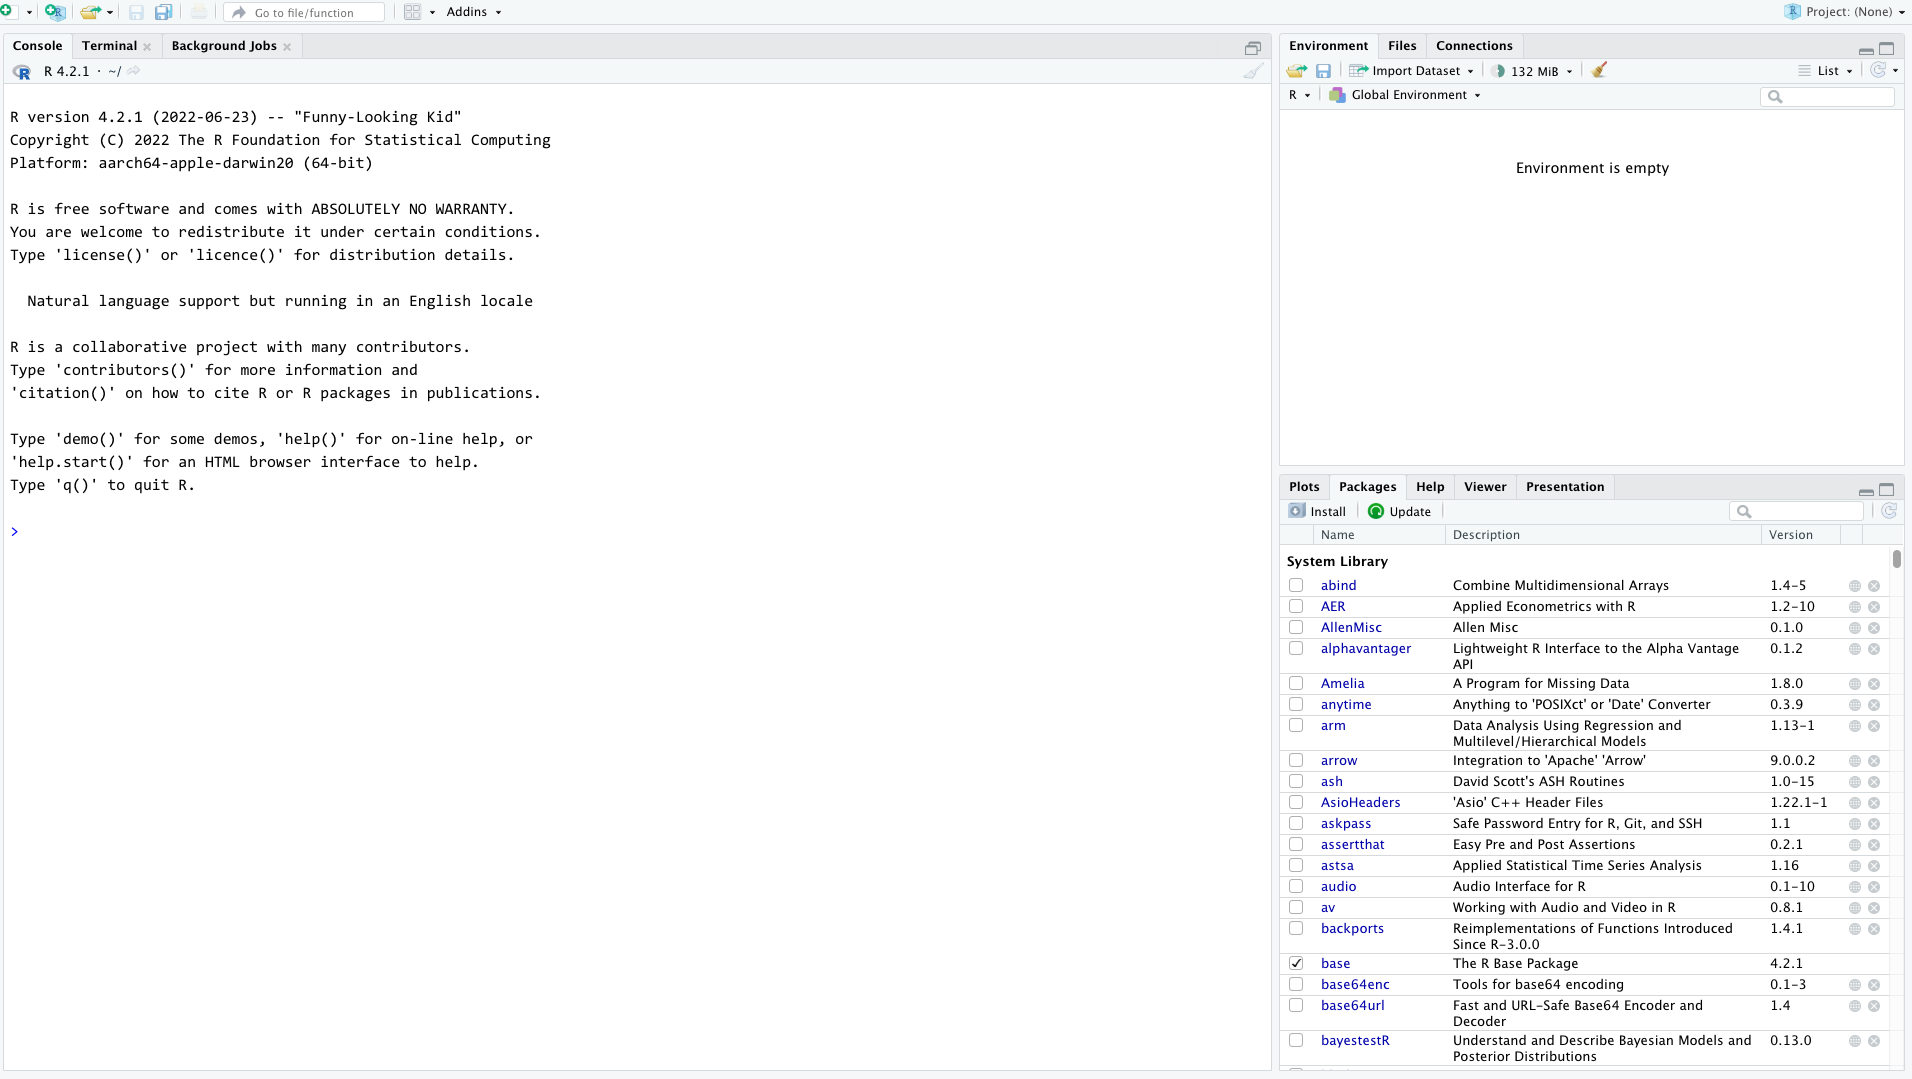 Go to file/function
Addins
Project: (None)
Console
Terminal
Background Jobs
R 4.2.1 · ~/
R version 4.2.1 (2022-06-23) -- "Funny-Looking Kid"
Copyright (C) 2022 The R Foundation for Statistical Computing
Platform: aarch64-apple-darwin20 (64-bit)
R is free software and comes with ABSOLUTELY NO WARRANTY.
You are welcome to redistribute it under certain conditions.
Type 'license()' or 'licence()' for distribution details.
Natural language support but running in an English locale
R is a collaborative project with many contributors.
Type 'contributors()' for more information and
'citation()' on how to cite R or R packages in publications.
Type 'demo()' for some demos, 'help()' for on-line help, or
'help.start()' for an HTML browser interface to help.
Type 'q()' to quit R.
>
Environment
Files
Connections
Import Dataset
132 MiB
List
R
Global Environment
Environment is empty
Plots
Packages
Help
Viewer
Presentation
Install
Update
Name Description Version
System Library
abind Combine Multidimensional Arrays 1.4-5
AER Applied Econometrics with R 1.2-10
AllenMisc Allen Misc 0.1.0
alphavantager Lightweight R Interface to the Alpha Vantage 0.1.2
API
Amelia A Program for Missing Data 1.8.0
anytime Anything to 'POSIXct' or 'Date' Converter 0.3.9
arm Data Analysis Using Regression and 1.13-1
Multilevel/Hierarchical Models
arrow Integration to 'Apache' 'Arrow' 9.0.0.2
ash David Scott's ASH Routines 1.0-15
AsioHeaders 'Asio' C++ Header Files 1.22.1-1
askpass Safe Password Entry for R, Git, and SSH 1.1
assertthat Easy Pre and Post Assertions 0.2.1
astsa Applied Statistical Time Series Analysis 1.16
audio Audio Interface for R 0.1-10
av Working with Audio and Video in R 0.8.1
backports Reimplementations of Functions Introduced 1.4.1
Since R-3.0.0
base The R Base Package 4.2.1
base64enc Tools for base64 encoding 0.1-3
base64url Fast and URL-Safe Base64 Encoder and 1.4
Decoder
bayestestR Understand and Describe Bayesian Models and 0.13.0
Posterior Distributions